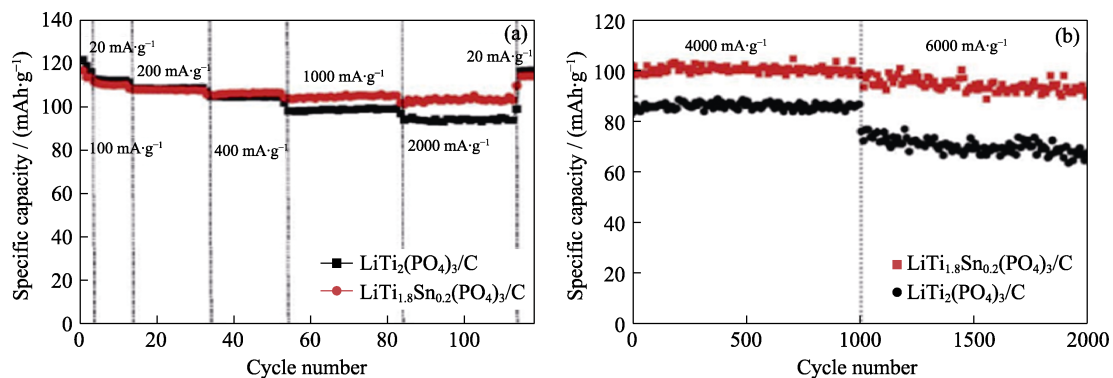 (a)
Specific capacity / (mAh·g⁻¹)
140
120
100
80
60
40
20
0
20 mA·g⁻¹
200 mA·g⁻¹
1000 mA·g⁻¹
20 mA·g⁻¹
100 mA·g⁻¹
400 mA·g⁻¹
2000 mA·g⁻¹
LiTi₂(PO₄)₃/C
LiTi₁.₈Sn₀.₂(PO₄)₃/C
0 20 40 60 80 100
Cycle number
(b)
Specific capacity / (mAh·g⁻¹)
120
100
80
60
40
20
0
4000 mA·g⁻¹
6000 mA·g⁻¹
LiTi₁.₈Sn₀.₂(PO₄)₃/C
LiTi₂(PO₄)₃/C
0 500 1000 1500 2000
Cycle number